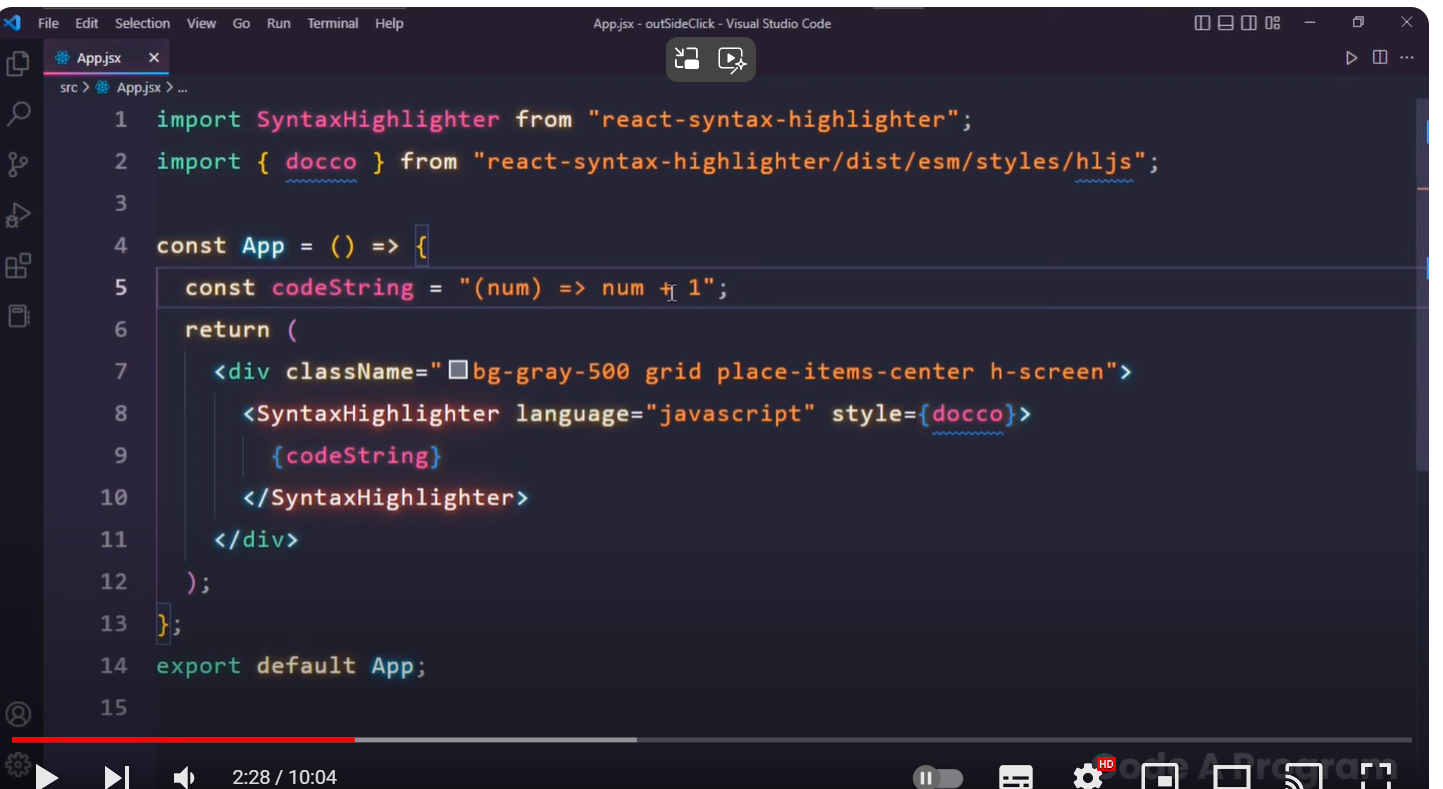 File Edit Selection View Go Run Terminal Help App.jsx - outSideClick - Visual Studio Code
App.jsx
src > App.jsx > ...
1 import SyntaxHighlighter from "react-syntax-highlighter";
2 import { docco } from "react-syntax-highlighter/dist/esm/styles/hljs";
3
4 const App = () => {
5 const codeString = "(num) => num + 1";
6 return (
7 <div className="bg-gray-500 grid place-items-center h-screen">
8 <SyntaxHighlighter language="javascript" style={docco}>
9 {codeString}
10 </SyntaxHighlighter>
11 </div>
12 );
13 };
14 export default App;
15
2:28 / 10:04
HD
Code A Program